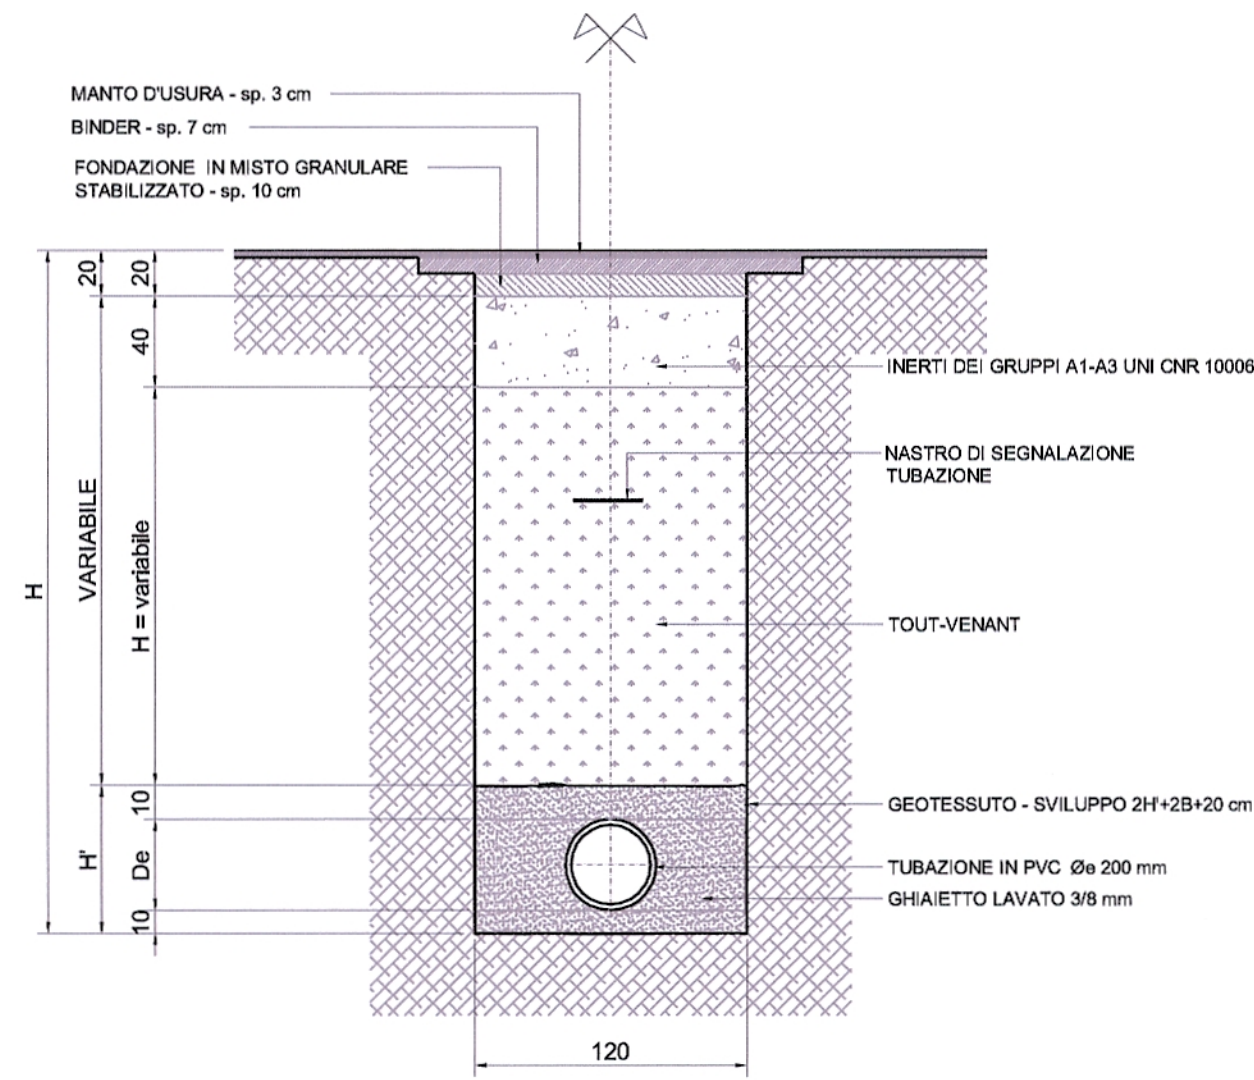 MANTO D'USURA - sp. 3 cm
BINDER - sp. 7 cm
FONDAZIONE IN MISTO GRANULARE
STABILIZZATO - sp. 10 cm
20
20
40
H
VARIABILE
H = variabile
H'
10
De
10
INERTI DEI GRUPPI A1-A3 UNI CNR 10006
NASTRO DI SEGNALAZIONE
TUBAZIONE
TOUT-VENANT
GEOTESSUTO - SVILUPPO 2H'+2B+20 cm
TUBAZIONE IN PVC Øe 200 mm
GHIAIETTO LAVATO 3/8 mm
120